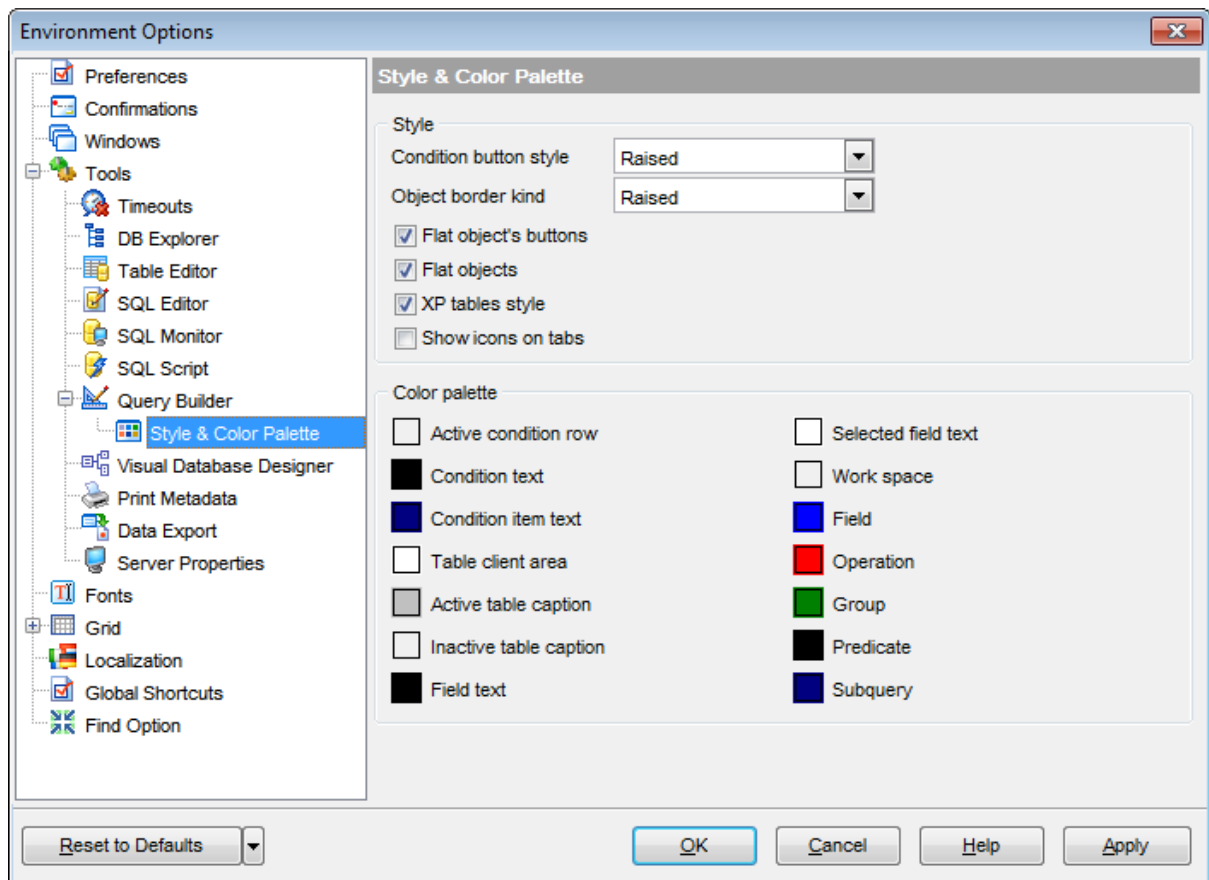 Environment Options
Preferences
Confirmations
Windows
Tools
Timeouts
DB Explorer
Table Editor
SQL Editor
SQL Monitor
SQL Script
Query Builder
Style & Color Palette
Visual Database Designer
Print Metadata
Data Export
Server Properties
Fonts
Grid
Localization
Global Shortcuts
Find Option
Style & Color Palette
Style
Condition button style Raised
Object border kind Raised
Flat object's buttons
Flat objects
XP tables style
Show icons on tabs
Color palette
Active condition row Selected field text
Condition text Work space
Condition item text Field
Table client area Operation
Active table caption Group
Inactive table caption Predicate
Field text Subquery
Reset to Defaults OK Cancel Help Apply